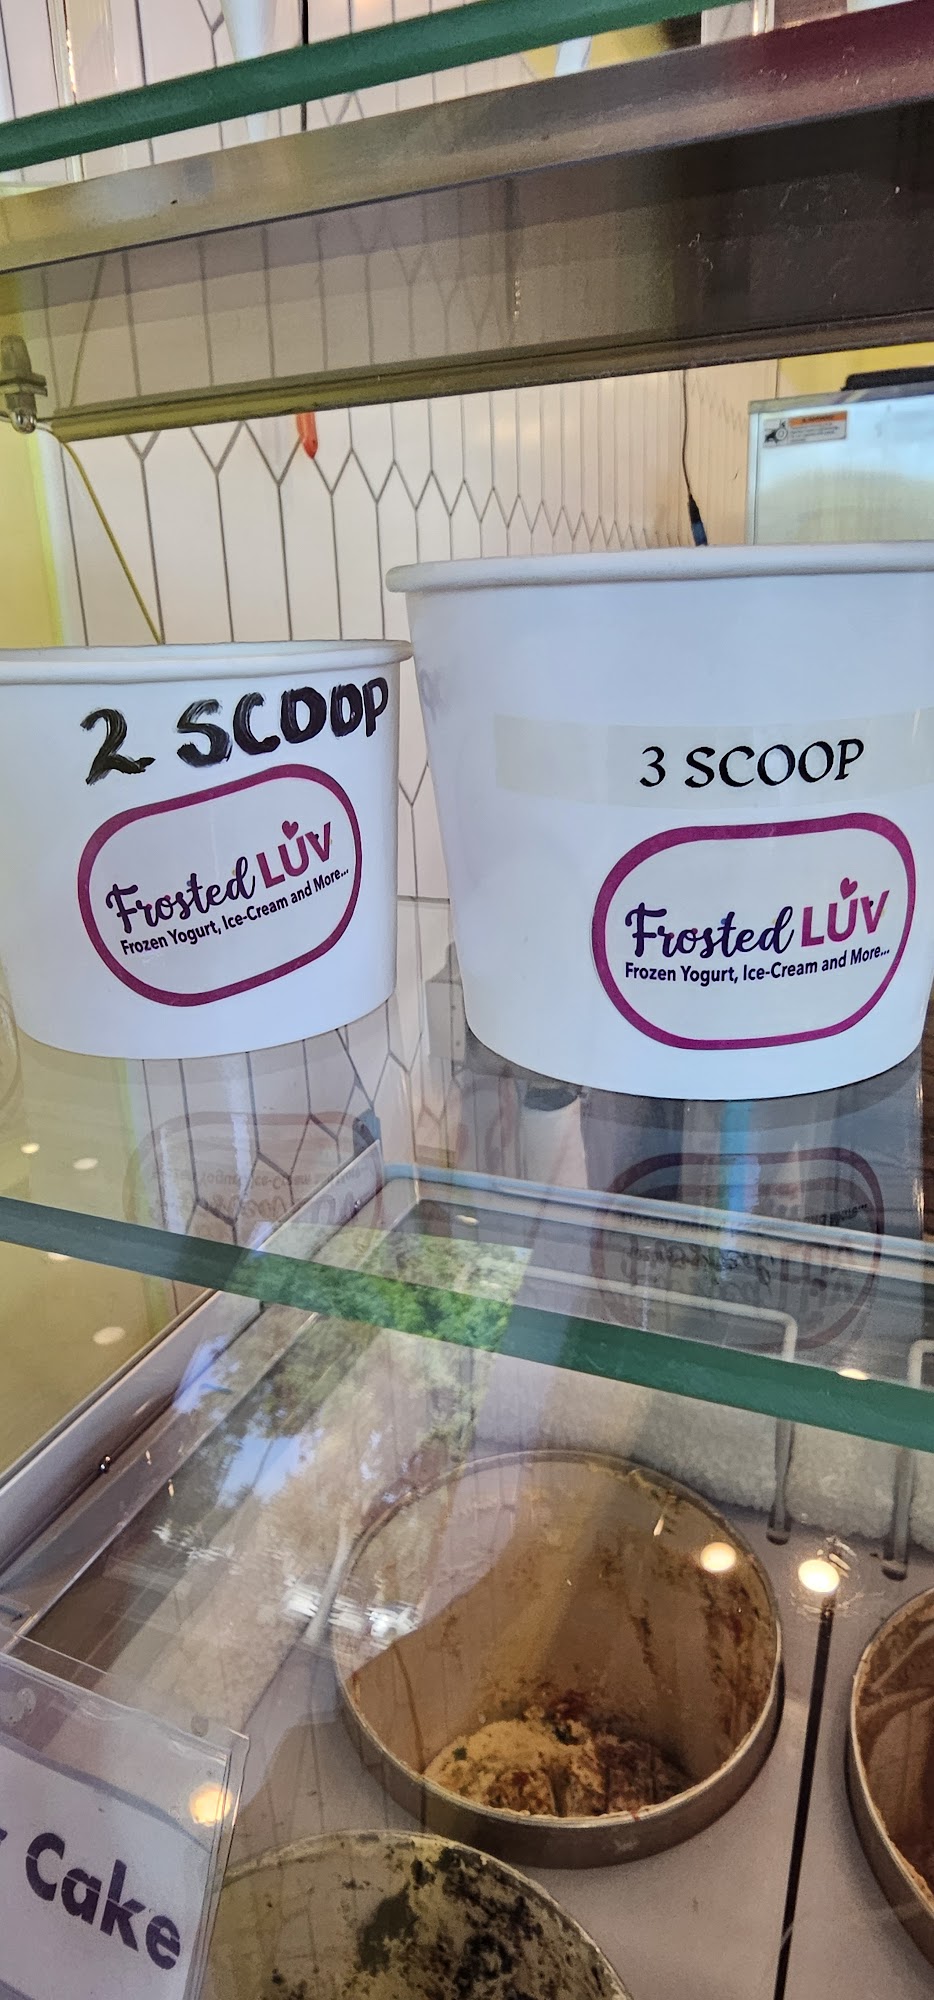 2 SCOOP
Frosted LUV
Frozen Yogurt, Ice-Cream and More...
3 SCOOP
Frosted LUV
Frozen Yogurt, Ice-Cream and More...
Cake